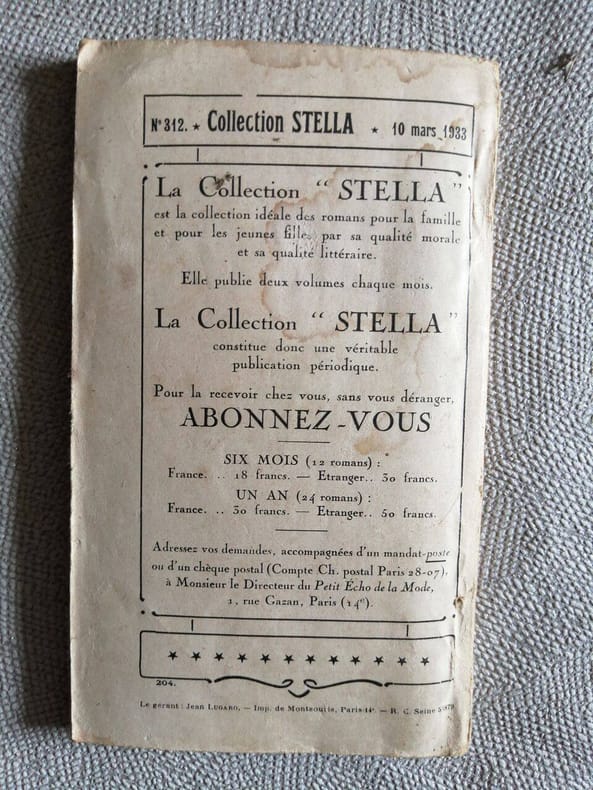 N° 312. ★ Collection STELLA ★ 10 mars 1933
La Collection “ STELLA ”
est la collection idéale des romans pour la famille
et pour les jeunes filles par sa qualité morale
et sa qualité littéraire.
Elle publie deux volumes chaque mois.
La Collection “ STELLA ”
constitue donc une véritable
publication périodique.
Pour la recevoir chez vous, sans vous déranger,
ABONNEZ-VOUS
SIX MOIS (12 romans) :
France. .. 18 francs. — Etranger.. 30 francs.
UN AN (24 romans) :
France. .. 30 francs. — Etranger.. 50 francs.
Adressez vos demandes, accompagnées d'un mandat-poste
ou d'un chèque postal (Compte Ch. postal Paris 28-07),
à Monsieur le Directeur du Petit Écho de la Mode,
1, rue Gazan, Paris (14e).
★ ★ ★ ★ ★ ★ ★ ★ ★ ★ ★ ★
204.
Le gérant : Jean LUGARO, — Imp. de Montsouris, Paris-14e. — R. C. Seine